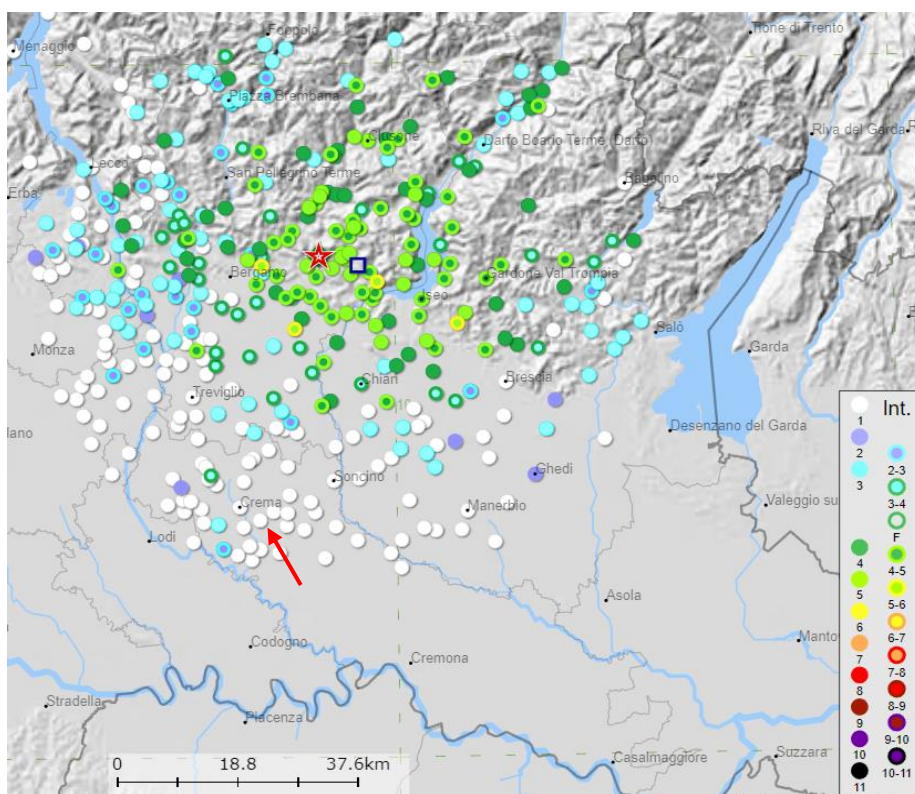 Foppolo
Tione di Trento
Menaggio
Piazza Brembana
Clusone
Riva del Garda
Darfo Boario Terme (Darfo)
Lecco
San Pellegrino Terme
Bagolino
Erba
Bergamo
Gardone Val Trompia
Iseo
Salò
Monza
Garda
Chiari
Brescia
Treviglio
Int.
lano
Desenzano del Garda
1
2
2-3
3
3-4
Ghedi
Soncino
Crema
Manerbio
Valeggio su
F
Lodi
4
4-5
5
5-6
Asola
6
6-7
Codogno
Manto
7
7-8
Cremona
8
8-9
Stradella
9
9-10
Piacenza
10
10-11
11
Casalmaggiore
Suzzara
0 18.8 37.6km